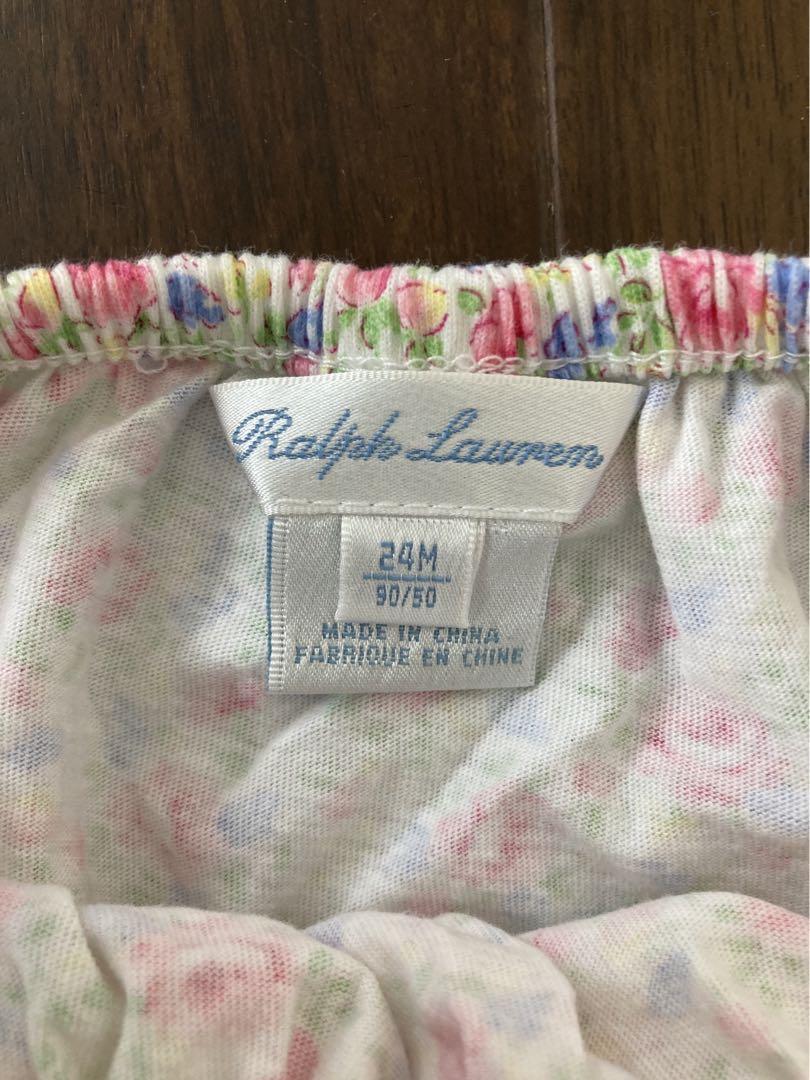 Ralph Lauren
24M
90/50
MADE IN CHINA
FABRIQUE EN CHINE